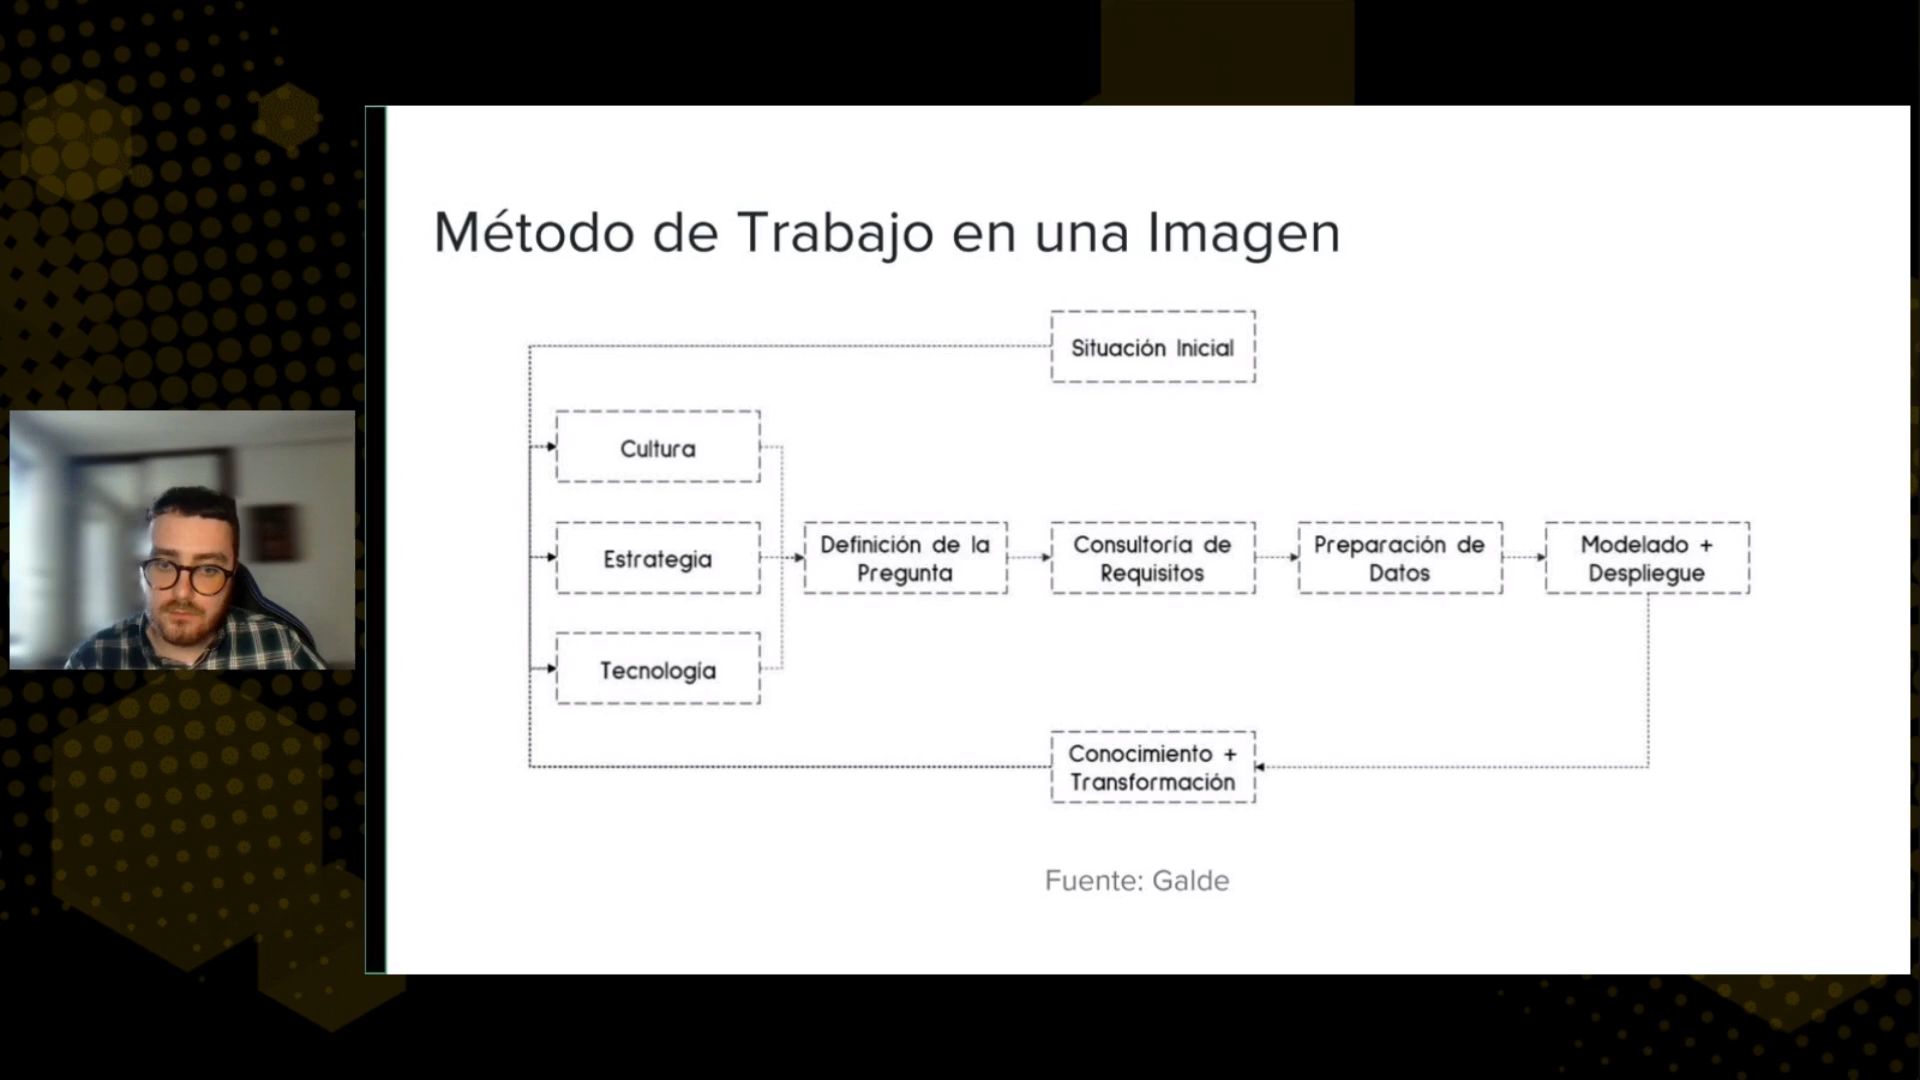 Método de Trabajo en una Imagen
Situación Inicial
Cultura
Estrategia
Tecnología
Definición de la
Pregunta
Consultoría de
Requisitos
Preparación de
Datos
Modelado +
Despliegue
Conocimiento +
Transformación
Fuente: Galde